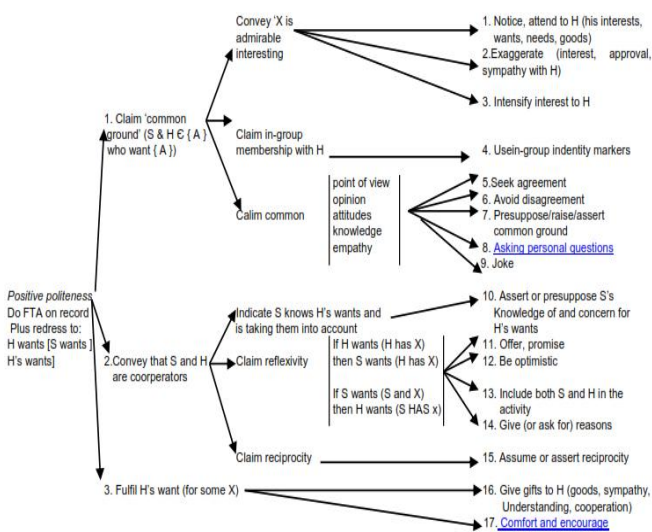 Convey 'X is
admirable
interesting
1. Notice, attend to H (his interests,
wants, needs, goods)
2.Exaggerate (interest, approval,
sympathy with H)
3. Intensify interest to H
1. Claim 'common
ground' (S & H Є { A }
who want { A })
Claim in-group
membership with H
4. Usein-group indentity markers
Calim common
point of view
opinion
attitudes
knowledge
empathy
5.Seek agreement
6. Avoid disagreement
7. Presuppose/raise/assert
common ground
8. Asking personal questions
9. Joke
Positive politeness
Do FTA on record
Plus redress to:
H wants [S wants ]
H's wants]
2.Convey that S and H
are coorperators
Indicate S knows H's wants and
is taking them into account
10. Assert or presuppose S's
Knowledge of and concern for
H's wants
Claim reflexivity
If H wants (H has X)
then S wants (H has X)
If S wants (S and X)
then H wants (S HAS x)
11. Offer, promise
12. Be optimistic
13. Include both S and H in the
activity
14. Give (or ask for) reasons
Claim reciprocity
15. Assume or assert reciprocity
3. Fulfil H's want (for some X)
16. Give gifts to H (goods, sympathy,
Understanding, cooperation)
17. Comfort and encourage